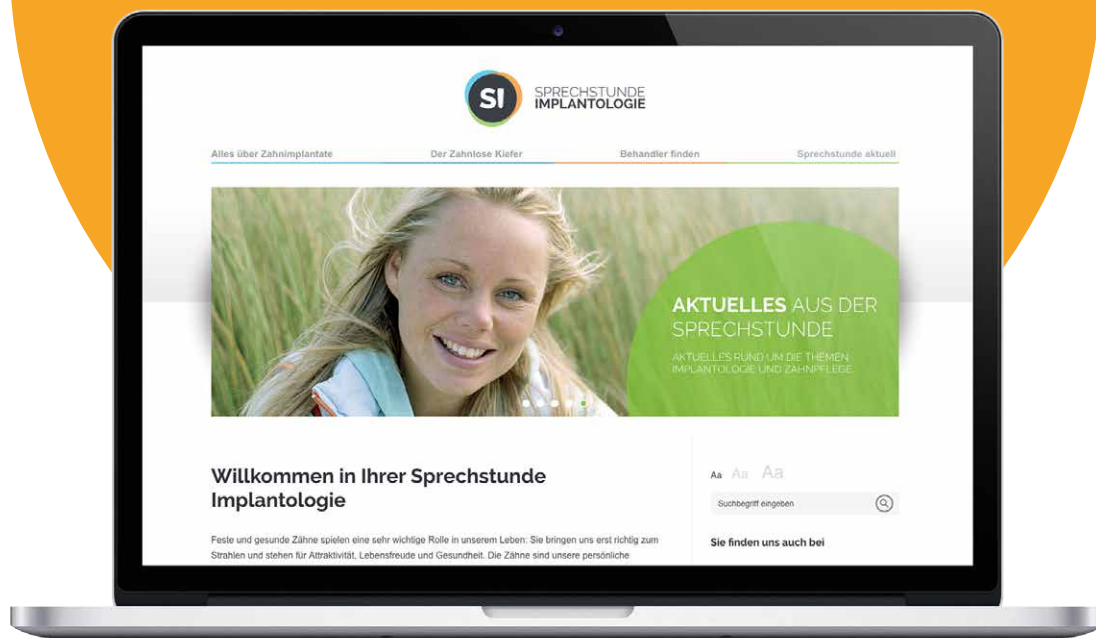 SI
SPRECHSTUNDE
IMPLANTOLOGIE
Alles über Zahnimplantate
Der Zahnlose Kiefer
Behandler finden
Sprechstunde aktuell
AKTUELLES AUS DER
SPRECHSTUNDE
AKTUELLES RUND UM DIE THEMEN
IMPLANTOLOGIE UND ZAHNPFLEGE
Willkommen in Ihrer Sprechstunde
Implantologie
Feste und gesunde Zähne spielen eine sehr wichtige Rolle in unserem Leben: Sie bringen uns erst richtig zum
Strahlen und stehen für Attraktivität, Lebensfreude und Gesundheit. Die Zähne sind unsere persönliche
Aa Aa Aa
Suchbegriff eingeben
Sie finden uns auch bei